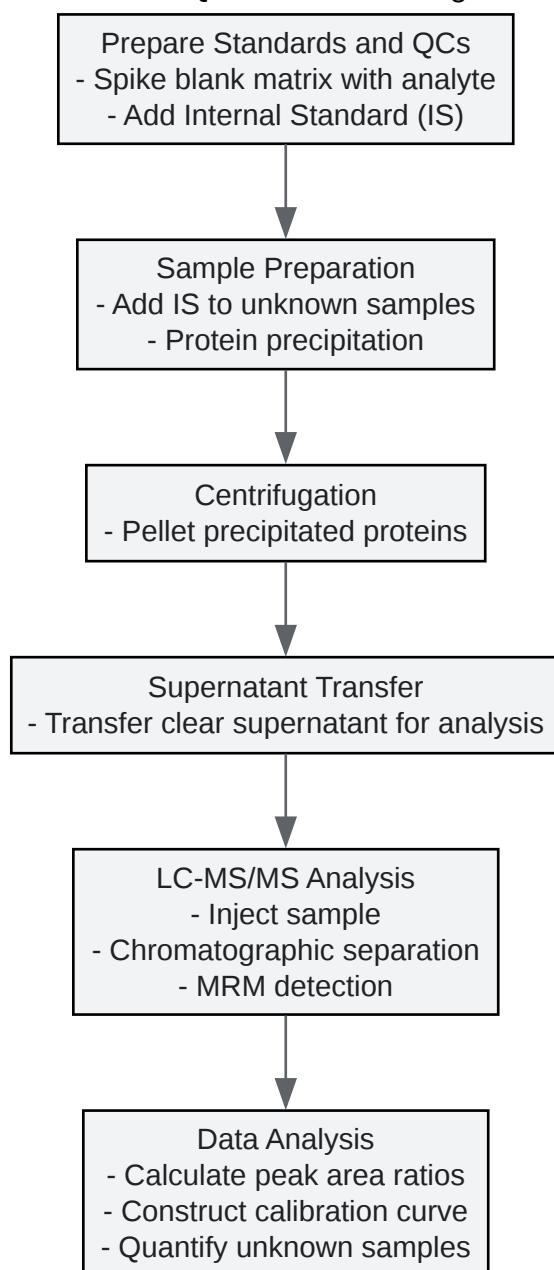 Prepare Standards and QCs
- Spike blank matrix with analyte
- Add Internal Standard (IS)
Sample Preparation
- Add IS to unknown samples
- Protein precipitation
Centrifugation
- Pellet precipitated proteins
Supernatant Transfer
- Transfer clear supernatant for analysis
LC-MS/MS Analysis
- Inject sample
- Chromatographic separation
- MRM detection
Data Analysis
- Calculate peak area ratios
- Construct calibration curve
- Quantify unknown samples